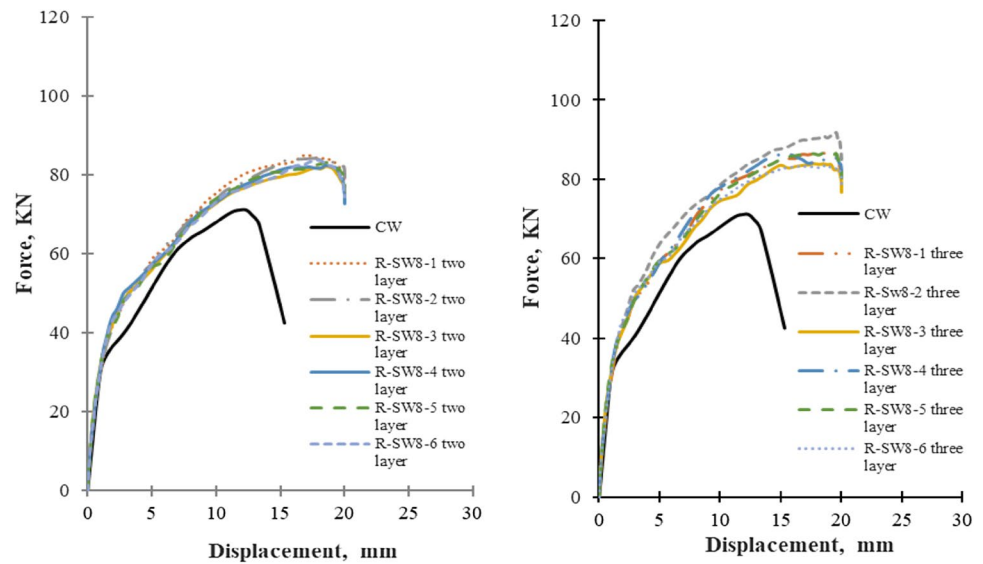 120
100
80
60
40
20
0
0 5 10 15 20 25 30
Force, KN
Displacement, mm
CW
R-SW8-1 two
layer
R-SW8-2 two
layer
R-SW8-3 two
layer
R-SW8-4 two
layer
R-SW8-5 two
layer
R-SW8-6 two
layer
120
100
80
60
40
20
0
0 5 10 15 20 25 30
Force, KN
Displacement, mm
CW
R-SW8-1 three
layer
R-Sw8-2 three
layer
R-SW8-3 three
layer
R-SW8-4 three
layer
R-SW8-5 three
layer
R-SW8-6 three
layer